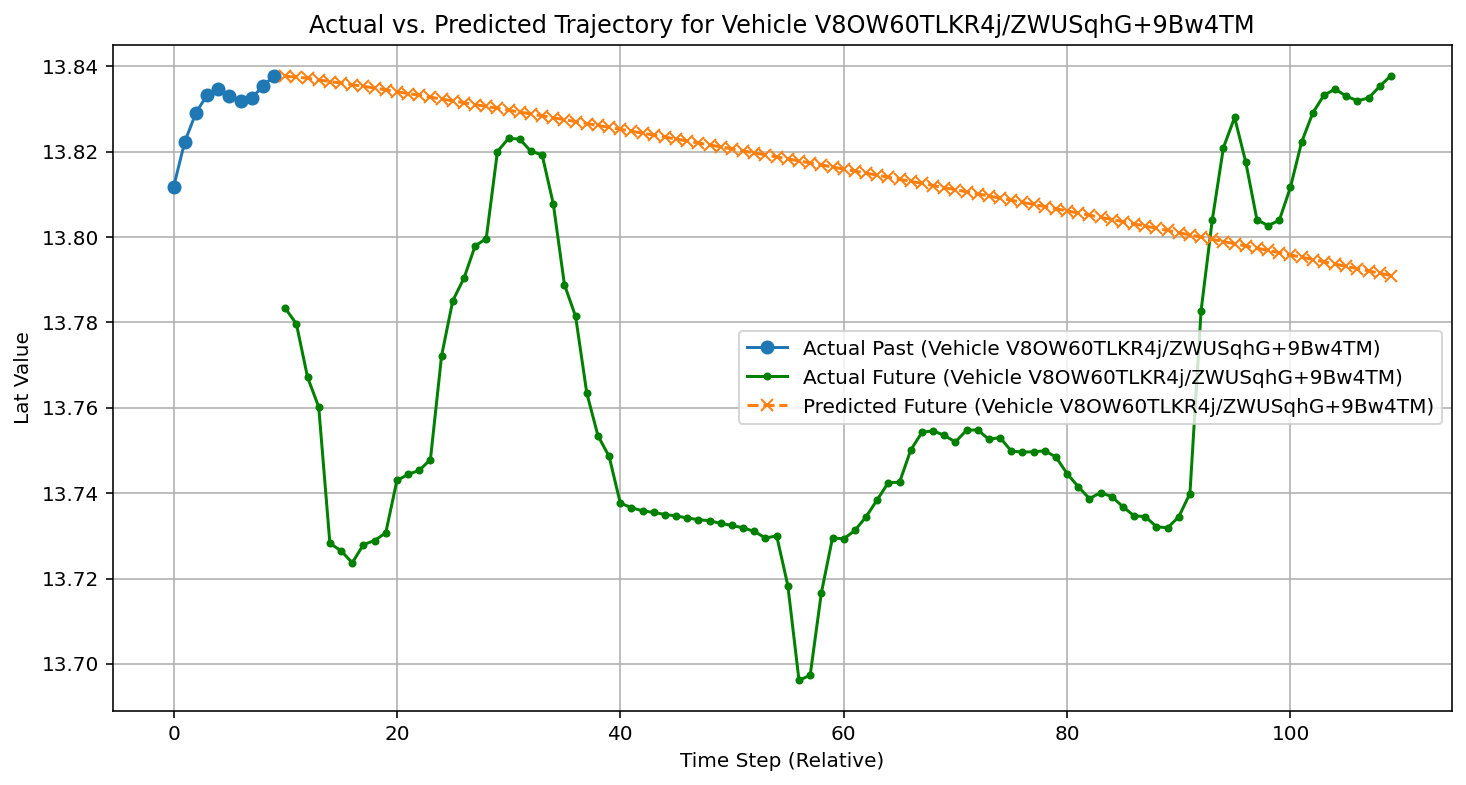 Actual vs. Predicted Trajectory for Vehicle V8OW60TLKR4j/ZWUSqhG+9Bw4TM
Lat Value
13.84
13.82
13.80
13.78
13.76
13.74
13.72
13.70
Actual Past (Vehicle V8OW60TLKR4j/ZWUSqhG+9Bw4TM)
Actual Future (Vehicle V8OW60TLKR4j/ZWUSqhG+9Bw4TM)
Predicted Future (Vehicle V8OW60TLKR4j/ZWUSqhG+9Bw4TM)
0 20 40 60 80 100
Time Step (Relative)